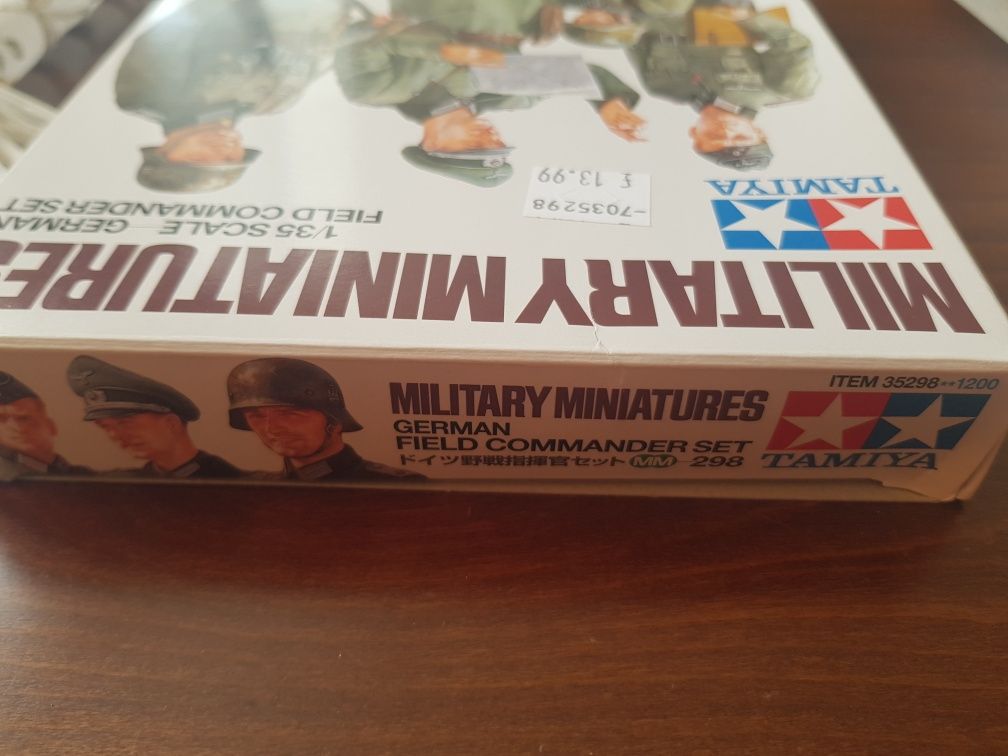 MILITARY MINIATURES
TAMIYA
1/35 SCALE GERMAN
FIELD COMMANDER SET
-7035298
£ 13.99
ITEM 35298**1200
MILITARY MINIATURES
GERMAN
FIELD COMMANDER SET
ドイツ野戦指揮官セット MM 298
TAMIYA